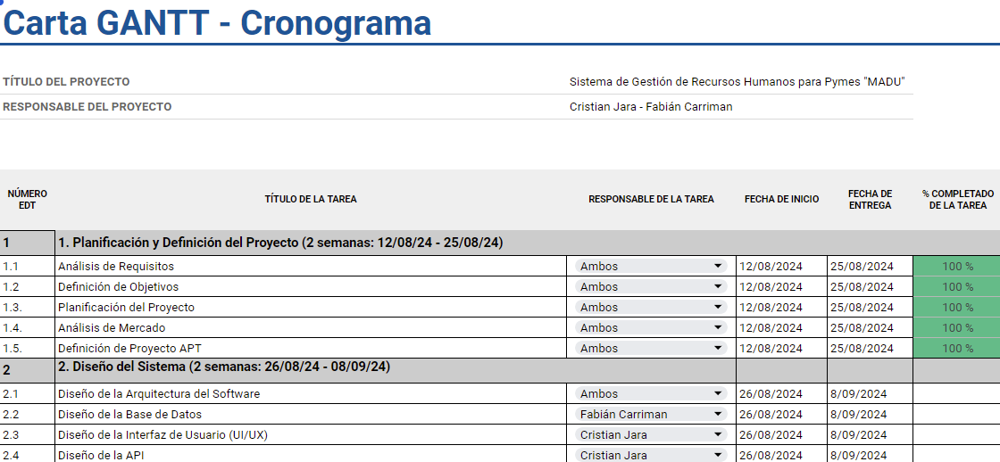 Carta GANTT - Cronograma
TÍTULO DEL PROYECTO Sistema de Gestión de Recursos Humanos para Pymes "MADU"
RESPONSABLE DEL PROYECTO Cristian Jara - Fabián Carriman
NÚMERO EDT TÍTULO DE LA TAREA RESPONSABLE DE LA TAREA FECHA DE INICIO FECHA DE ENTREGA % COMPLETADO DE LA TAREA
1 1. Planificación y Definición del Proyecto (2 semanas: 12/08/24 - 25/08/24)
1.1 Análisis de Requisitos Ambos 12/08/2024 25/08/2024 100 %
1.2 Definición de Objetivos Ambos 12/08/2024 25/08/2024 100 %
1.3. Planificación del Proyecto Ambos 12/08/2024 25/08/2024 100 %
1.4. Análisis de Mercado Ambos 12/08/2024 25/08/2024 100 %
1.5. Definición de Proyecto APT Ambos 12/08/2024 25/08/2024 100 %
2 2. Diseño del Sistema (2 semanas: 26/08/24 - 08/09/24)
2.1 Diseño de la Arquitectura del Software Ambos 26/08/2024 8/09/2024
2.2 Diseño de la Base de Datos Fabián Carriman 26/08/2024 8/09/2024
2.3 Diseño de la Interfaz de Usuario (UI/UX) Cristian Jara 26/08/2024 8/09/2024
2.4 Diseño de la API Cristian Jara 26/08/2024 8/09/2024